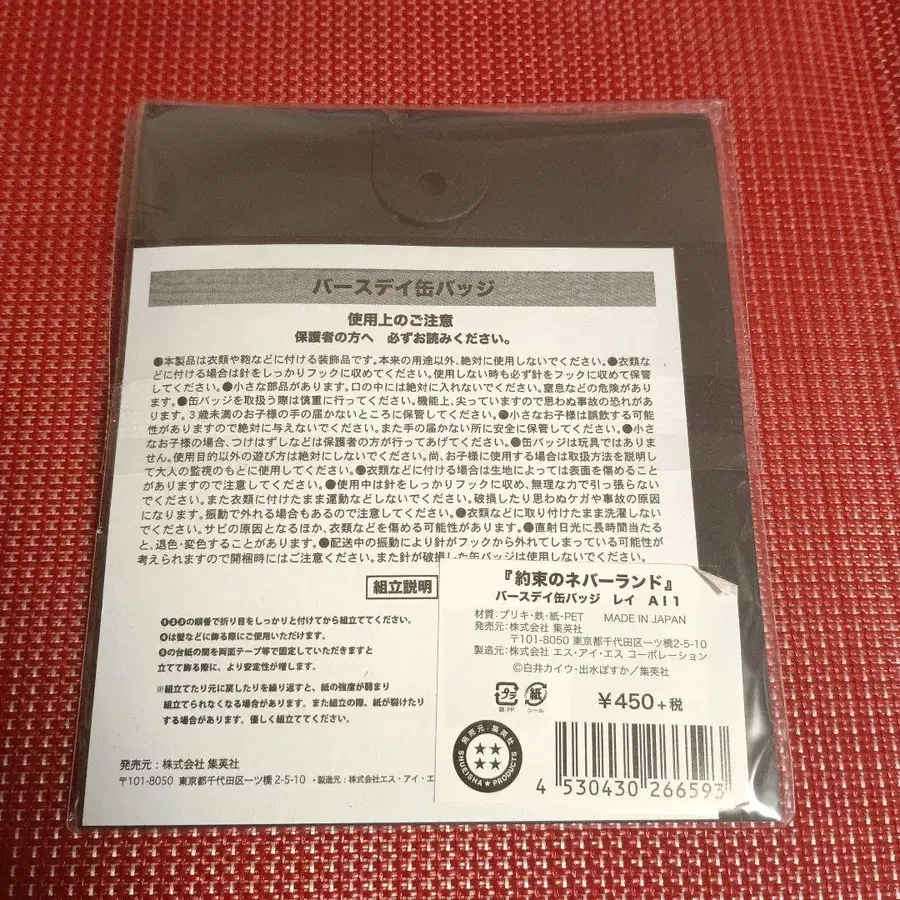 バースデイ缶バッジ
使用上のご注意
保護者の方へ 必ずお読みください。
●本製品は衣類や鞄などに付ける装飾品です。本来の用途以外、絶対に使用しないでください。●衣類な
どに付ける場合は針をしっかりフックに収めてください。使用しない時も必ず針をフックに収めて保管
してください。●小さな部品があります。口の中には絶対に入れないでください。窒息などの危険があり
ます。●缶バッジを取扱う際は慎重に行ってください。機能上、尖っていますので思わぬ事故の恐れがあ
ります。3歳未満のお子様の手の届かないところに保管してください。●小さなお子様は誤飲する可能
性がありますので絶対に与えないでください。また手の届かない所に安全に保管してください。●小さ
なお子様の場合、つけはずしなどは保護者の方が行ってあげてください。●缶バッジは玩具ではありま
せん。使用目的以外の遊び方は絶対にしないでください。尚、お子様に使用する場合は取扱方法を説明し
て大人の監視のもとに使用してください。●衣類などに付ける場合は生地によっては表面を傷めること
がありますので注意してください。●使用中は針をしっかりフックに収め、無理な力で引っ張らない
でください。また衣類に付けたまま運動などしないでください。破損したり思わぬケガや事故の原因
になります。振動で外れる場合もあるので注意してください。●衣類などに取り付けたまま洗濯しない
でください。サビの原因となるほか、衣類などを傷める可能性があります。●直射日光に長時間当たる
と、退色・変色することがあります。●配送中の振動により針がフックから外れてしまっている可能性が
考えられますので開梱時にはご注意ください。また針が破損した缶バッジは使用しないでください。
組立説明
①②③の順番で折り目をしっかりと付けてから組立ててください。
④は壁などに飾る際にご使用いただけます。
⑤の台紙の間を両面テープ等で固定していただきますと
立てて飾る際に、より安定性が増します。
※組立てたり元に戻したりを繰り返すと、紙の強度が弱まり
組立てられなくなる場合があります。また組立の際、紙が裂けたり
する場合があります。優しく組立ててください。
発売元：株式会社 集英社
〒101-8050 東京都千代田区一ツ橋2-5-10 ・製造元：株式会社エス・アイ・エ
『約束のネバーランド』
バースデイ缶バッジ レイ A11
材質：ブリキ・鉄・紙・PET MADE IN JAPAN
発売元：株式会社 集英社
〒101-8050 東京都千代田区一ツ橋2-5-10
製造元：株式会社 エス・アイ・エス コーポレーション
©白井カイウ・出水ぽすか／集英社
プラ
袋:PP
紙
シール
¥450+税
発売元：集英社
SHUEISHA PRODUCTS
4 530430 266593